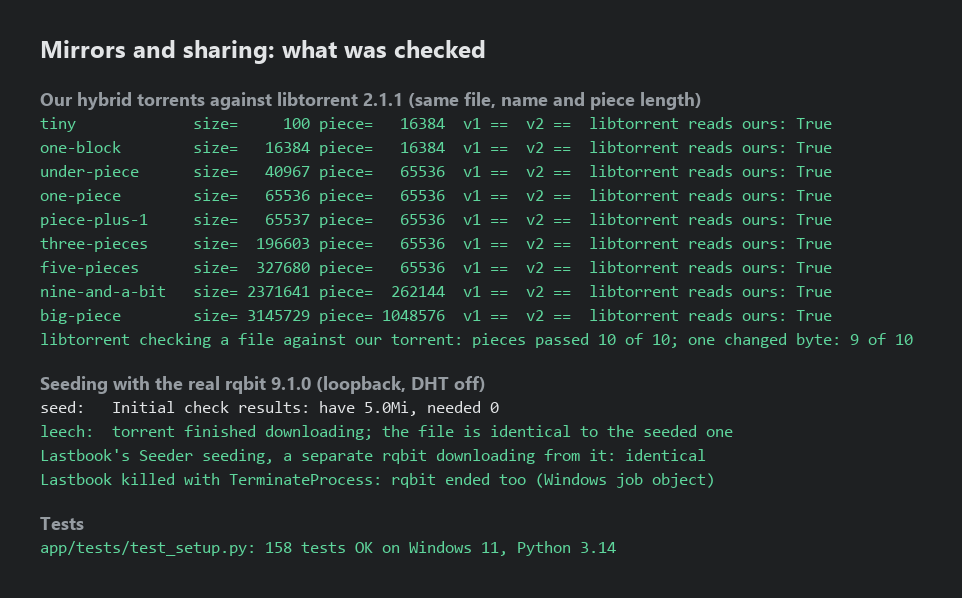 Mirrors and sharing: what was checked
Our hybrid torrents against libtorrent 2.1.1 (same file, name and piece length)
tiny             size=     100 piece=   16384  v1 ==  v2 ==  libtorrent reads ours: True
one-block        size=   16384 piece=   16384  v1 ==  v2 ==  libtorrent reads ours: True
under-piece      size=   40967 piece=   65536  v1 ==  v2 ==  libtorrent reads ours: True
one-piece        size=   65536 piece=   65536  v1 ==  v2 ==  libtorrent reads ours: True
piece-plus-1     size=   65537 piece=   65536  v1 ==  v2 ==  libtorrent reads ours: True
three-pieces     size=  196603 piece=   65536  v1 ==  v2 ==  libtorrent reads ours: True
five-pieces      size=  327680 piece=   65536  v1 ==  v2 ==  libtorrent reads ours: True
nine-and-a-bit   size= 2371641 piece=  262144  v1 ==  v2 ==  libtorrent reads ours: True
big-piece        size= 3145729 piece= 1048576  v1 ==  v2 ==  libtorrent reads ours: True
libtorrent checking a file against our torrent: pieces passed 10 of 10; one changed byte: 9 of 10
Seeding with the real rqbit 9.1.0 (loopback, DHT off)
seed:   Initial check results: have 5.0Mi, needed 0
leech:  torrent finished downloading; the file is identical to the seeded one
Lastbook's Seeder seeding, a separate rqbit downloading from it: identical
Lastbook killed with TerminateProcess: rqbit ended too (Windows job object)
Tests
app/tests/test_setup.py: 158 tests OK on Windows 11, Python 3.14